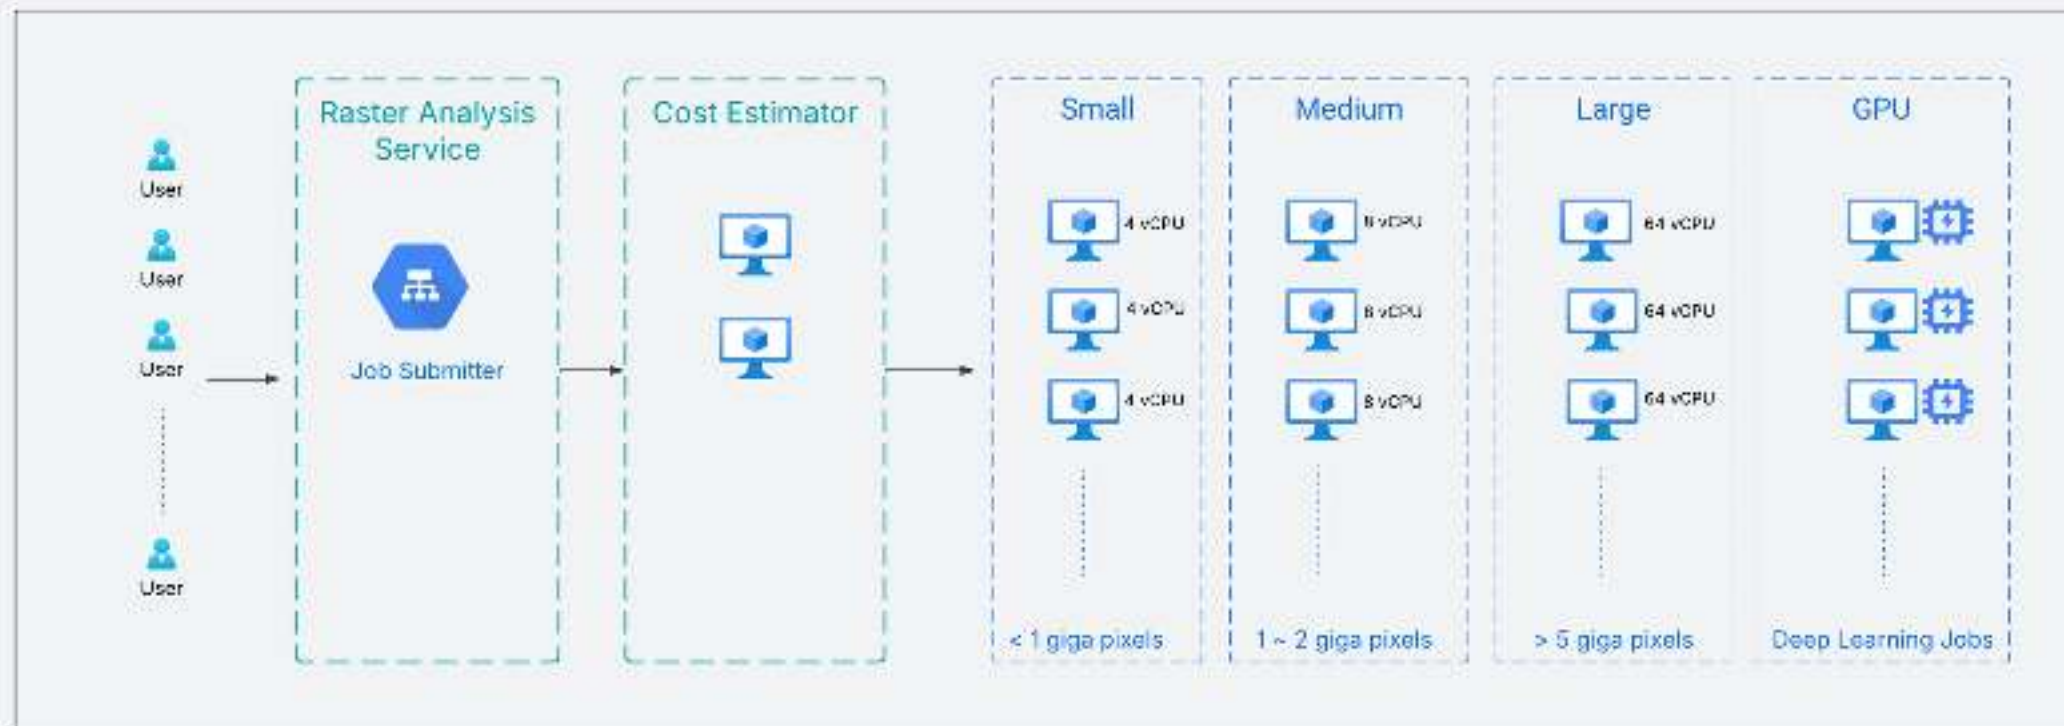 Raster Analysis
Service
Cost Estimator
Small
Medium
Large
GPU
User
User
User
User
Job Submitter
4 vCPU
4 vCPU
4 vCPU
8 vCPU
8 vCPU
8 vCPU
64 vCPU
64 vCPU
64 vCPU
< 1 giga pixels
1 ~ 2 giga pixels
> 5 giga pixels
Deep Learning Jobs